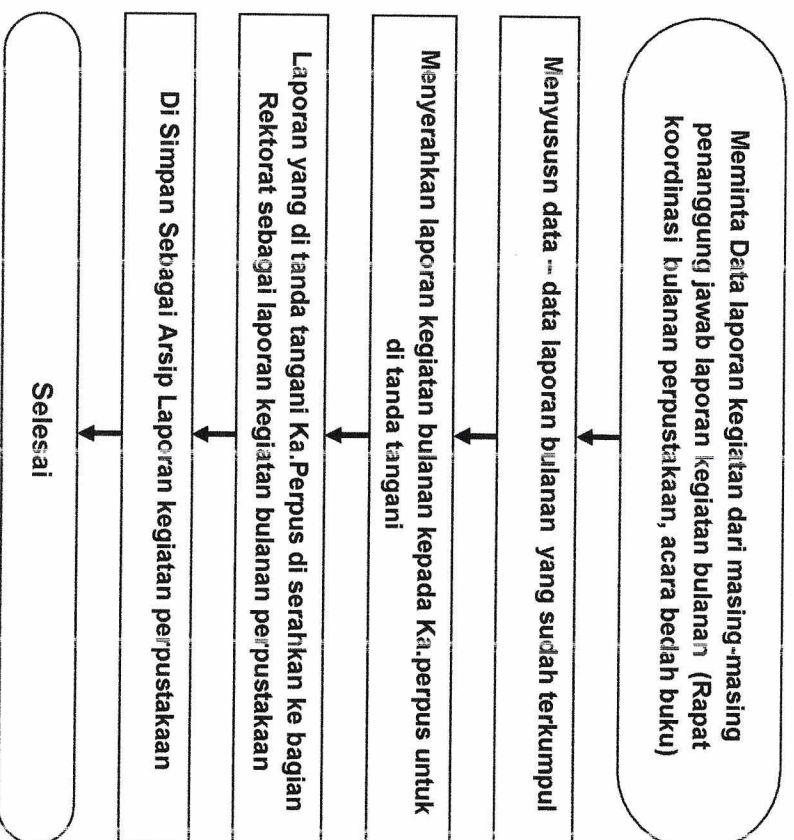 Meminta Data laporan kegiatan dari masing-masing
penanggung jawab laporan kegiatan bulanan (Rapat
koordinasi bulanan perpustakaan, acara bedah buku)
Menyususn data – data laporan bulanan yang sudah terkumpul
Menyerahkan laporan kegiatan bulanan kepada Ka.perpus untuk
di tanda tangani
Laporan yang di tanda tangani Ka.Perpus di serahkan ke bagian
Rektorat sebagai laporan kegiatan bulanan perpustakaan
Di Simpan Sebagai Arsip Laporan kegiatan perpustakaan
Selesai